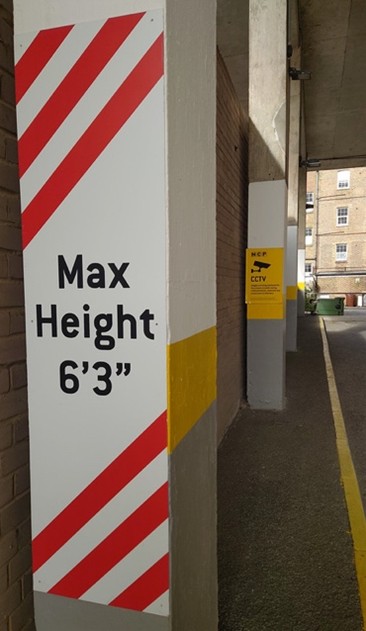 Max
Height
6’3”
NCP
CCTV